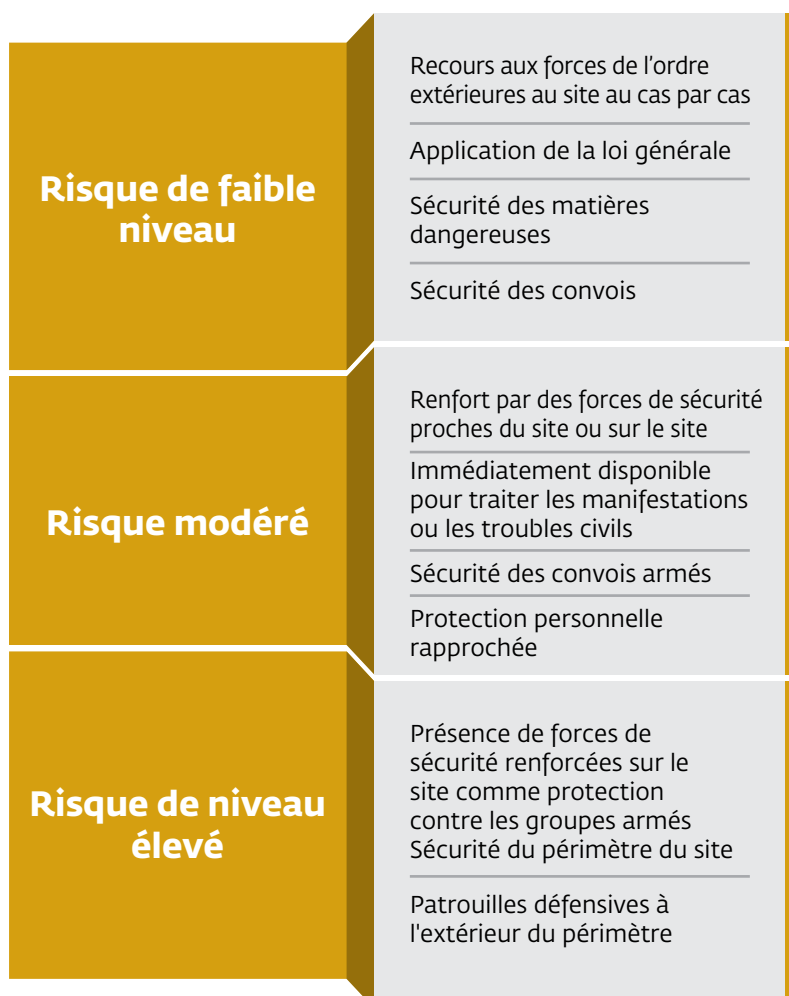 Risque de faible
niveau
Recours aux forces de l’ordre
extérieures au site au cas par cas
Application de la loi générale
Sécurité des matières
dangereuses
Sécurité des convois
Risque modéré
Renfort par des forces de sécurité
proches du site ou sur le site
Immédiatement disponible
pour traiter les manifestations
ou les troubles civils
Sécurité des convois armés
Protection personnelle
rapprochée
Risque de niveau
élevé
Présence de forces de
sécurité renforcées sur le
site comme protection
contre les groupes armés
Sécurité du périmètre du site
Patrouilles défensives à
l'extérieur du périmètre